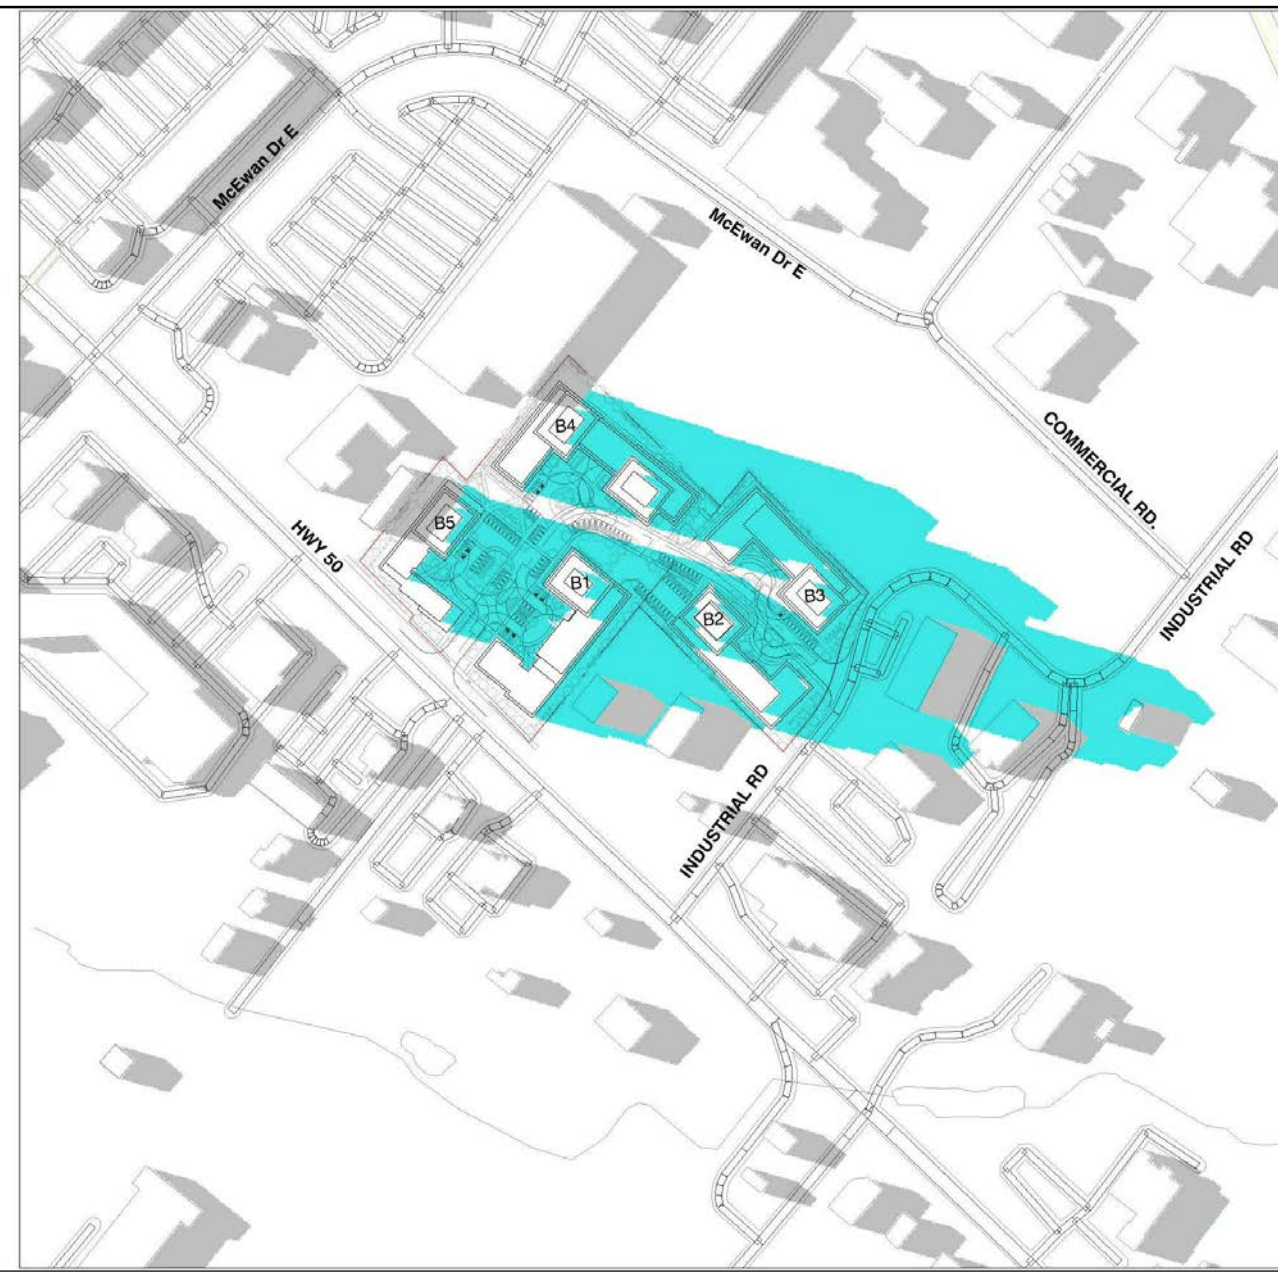 McEwan Dr E
McEwan Dr E
B4
COMMERCIAL RD.
B5
HWY 50
INDUSTRIAL RD
B1
B3
B2
INDUSTRIAL RD